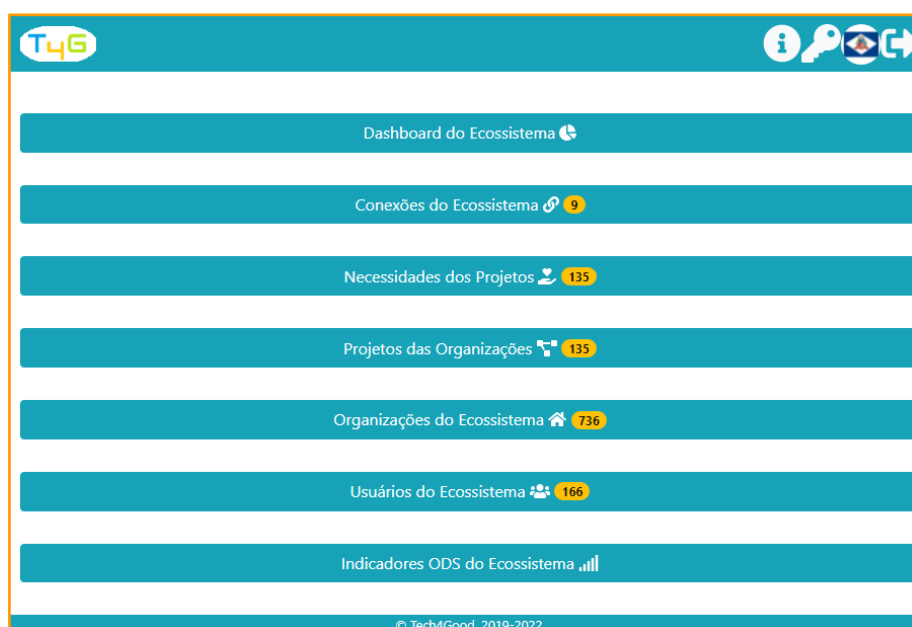 T4G
Dashboard do Ecossistema
Conexões do Ecossistema 9
Necessidades dos Projetos 135
Projetos das Organizações 135
Organizações do Ecossistema 736
Usuários do Ecossistema 166
Indicadores ODS do Ecossistema
© Tech4Good, 2019-2022